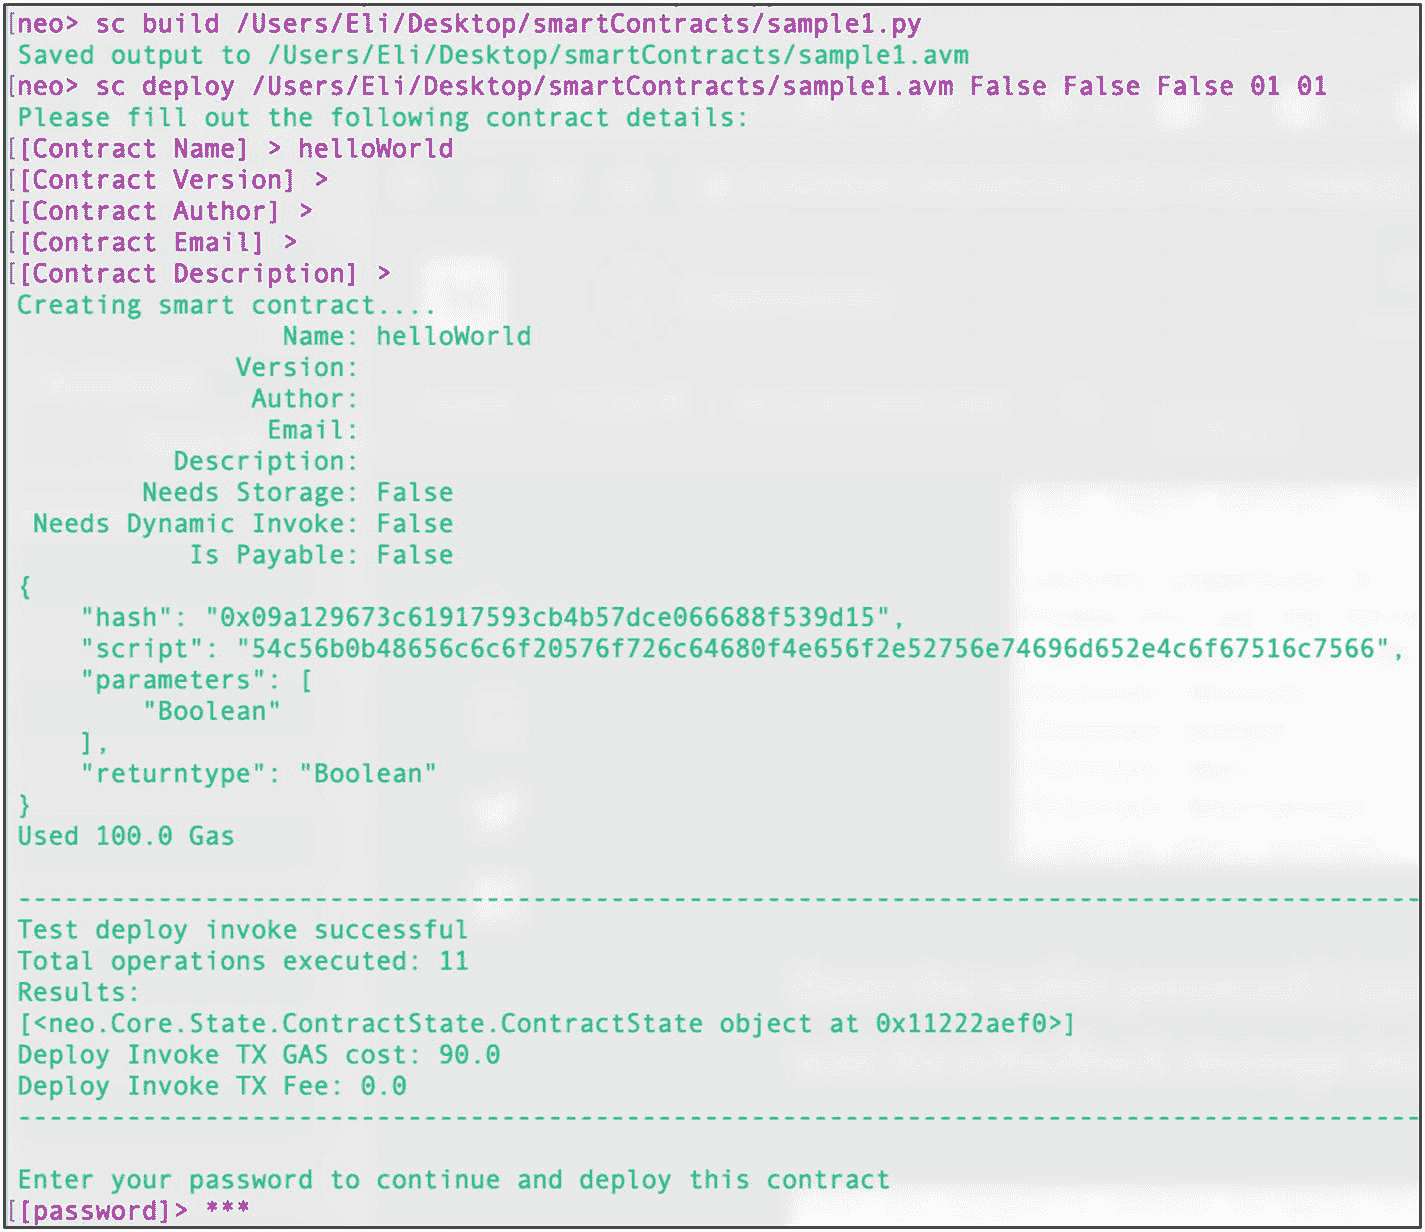 [neo> sc build /Users/Eli/Desktop/smartContracts/sample1.py
Saved output to /Users/Eli/Desktop/smartContracts/sample1.avm
[neo> sc deploy /Users/Eli/Desktop/smartContracts/sample1.avm False False False 01 01
Please fill out the following contract details:
[[Contract Name] > helloWorld
[[Contract Version] >
[[Contract Author] >
[[Contract Email] >
[[Contract Description] >
Creating smart contract....
Name: helloWorld
Version:
Author:
Email:
Description:
Needs Storage: False
Needs Dynamic Invoke: False
Is Payable: False
{
"hash": "0x09a129673c61917593cb4b57dce066688f539d15",
"script": "54c56b0b48656c6c6f20576f726c64680f4e656f2e52756e74696d652e4c6f67516c7566",
"parameters": [
"Boolean"
],
"returntype": "Boolean"
}
Used 100.0 Gas
-----------------------------------------------------------------------------------------
Test deploy invoke successful
Total operations executed: 11
Results:
[<neo.Core.State.ContractState.ContractState object at 0x11222aef0>]
Deploy Invoke TX GAS cost: 90.0
Deploy Invoke TX Fee: 0.0
-----------------------------------------------------------------------------------------
Enter your password to continue and deploy this contract
[[password]> ***